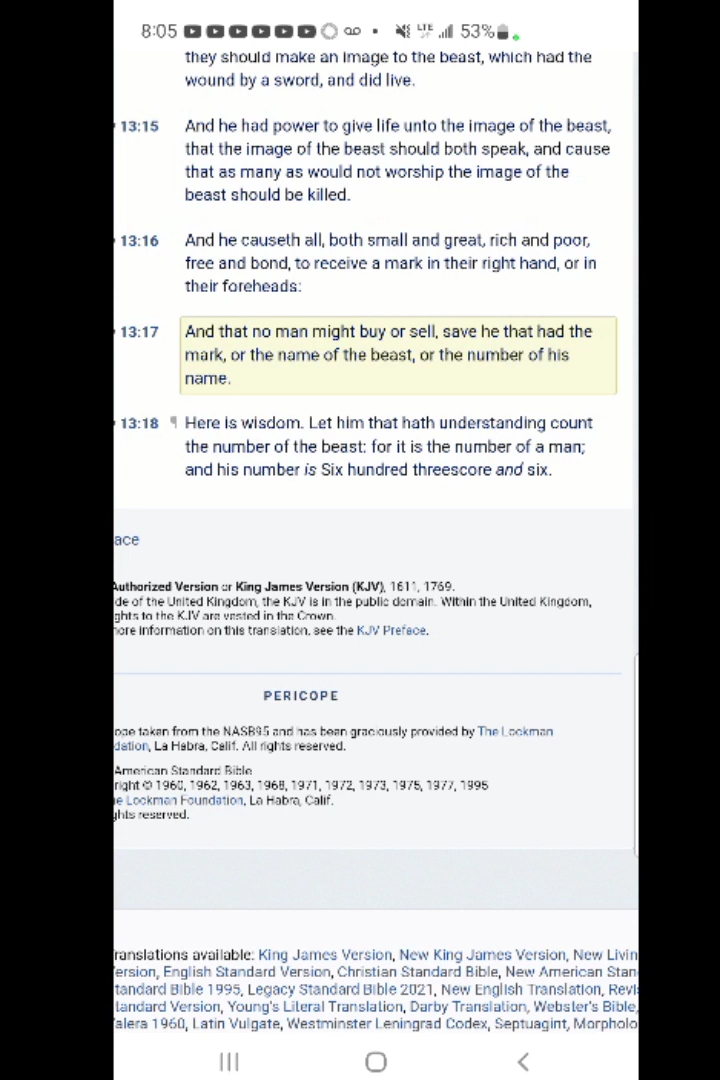 8:05 LTE 53%
they should make an image to the beast, which had the
wound by a sword, and did live.
13:15 And he had power to give life unto the image of the beast,
that the image of the beast should both speak, and cause
that as many as would not worship the image of the
beast should be killed.
13:16 And he causeth all, both small and great, rich and poor,
free and bond, to receive a mark in their right hand, or in
their foreheads:
13:17 And that no man might buy or sell, save he that had the
mark, or the name of the beast, or the number of his
name.
13:18 ¶ Here is wisdom. Let him that hath understanding count
the number of the beast: for it is the number of a man;
and his number is Six hundred threescore and six.
ace
Authorized Version or King James Version (KJV), 1611, 1769.
de of the United Kingdom, the KJV is in the public domain. Within the United Kingdom,
ghts to the KJV are vested in the Crown.
ore information on this translation, see the KJV Preface.
PERICOPE
ope taken from the NASB95 and has been graciously provided by The Lockman
dation, La Habra, Calif. All rights reserved.
American Standard Bible
right © 1960, 1962, 1963, 1968, 1971, 1972, 1973, 1975, 1977, 1995
e Lockman Foundation, La Habra, Calif.
ghts reserved.
ranslations available: King James Version, New King James Version, New Livin
ersion, English Standard Version, Christian Standard Bible, New American Stan
tandard Bible 1995, Legacy Standard Bible 2021, New English Translation, Revi
tandard Version, Young's Literal Translation, Darby Translation, Webster's Bible,
alera 1960, Latin Vulgate, Westminster Leningrad Codex, Septuagint, Morpholo